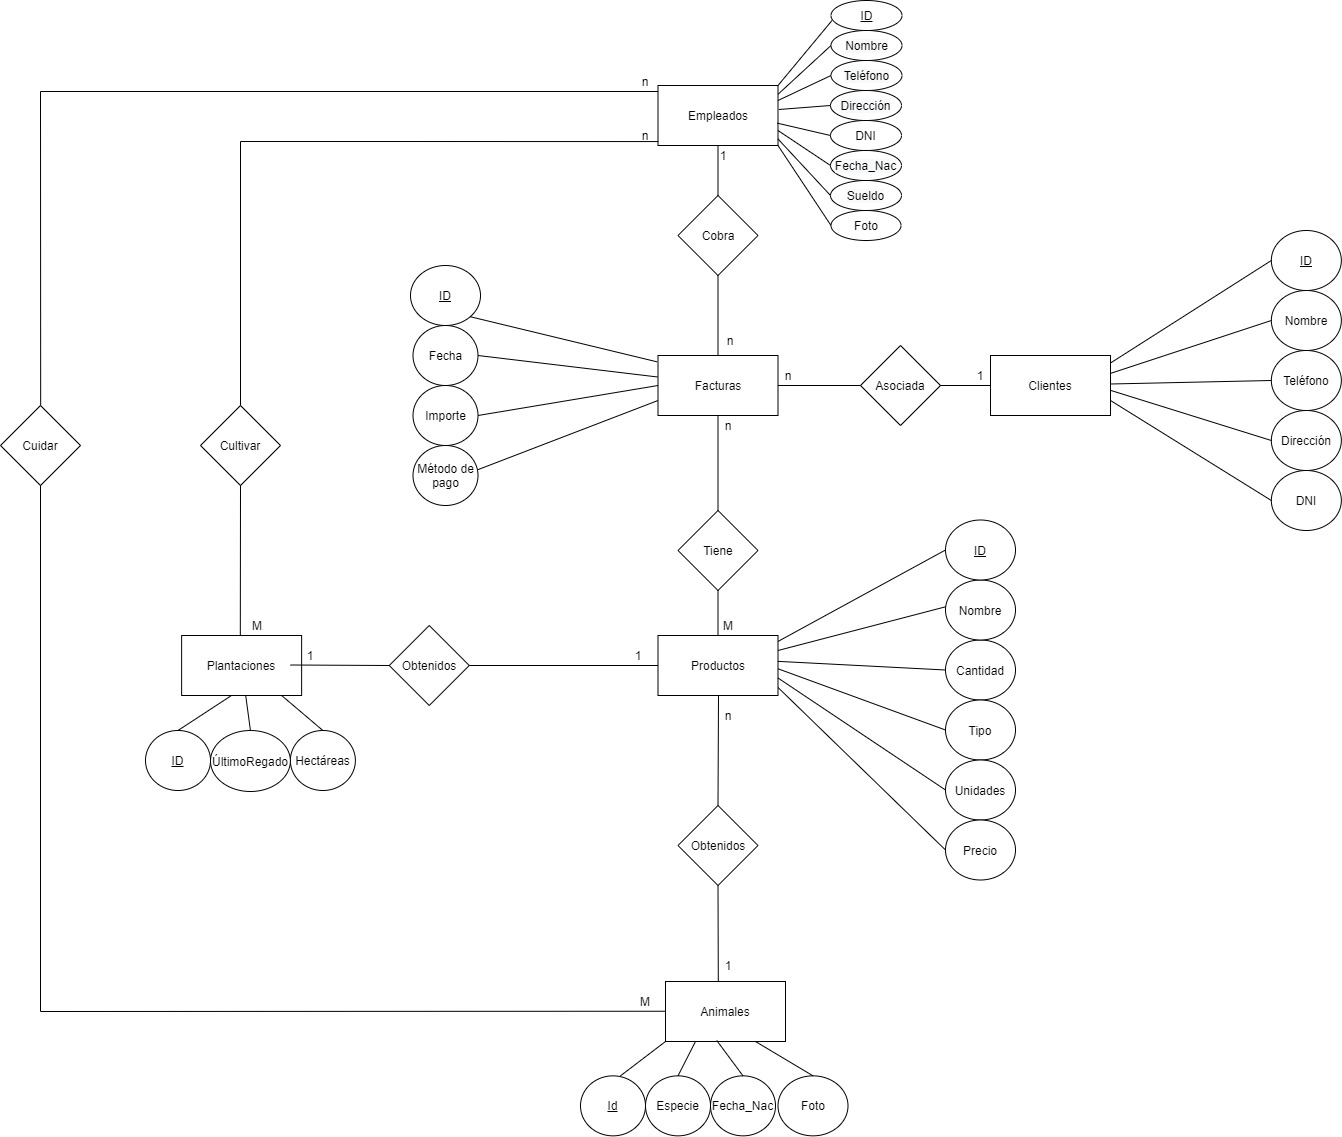 ID
Nombre
Teléfono
Dirección
DNI
Fecha_Nac
Sueldo
Foto
n
n
Empleados
1
Cobra
n
ID
Fecha
Importe
Método de
pago
Facturas
n
Asociada
1
Clientes
ID
Nombre
Teléfono
Dirección
DNI
n
Cuidar
Cultivar
Tiene
M
M
Plantaciones
1
Obtenidos
1
Productos
ID
Nombre
Cantidad
Tipo
Unidades
Precio
ID
ÚltimoRegado
Hectáreas
n
Obtenidos
1
M
Animales
Id
Especie
Fecha_Nac
Foto